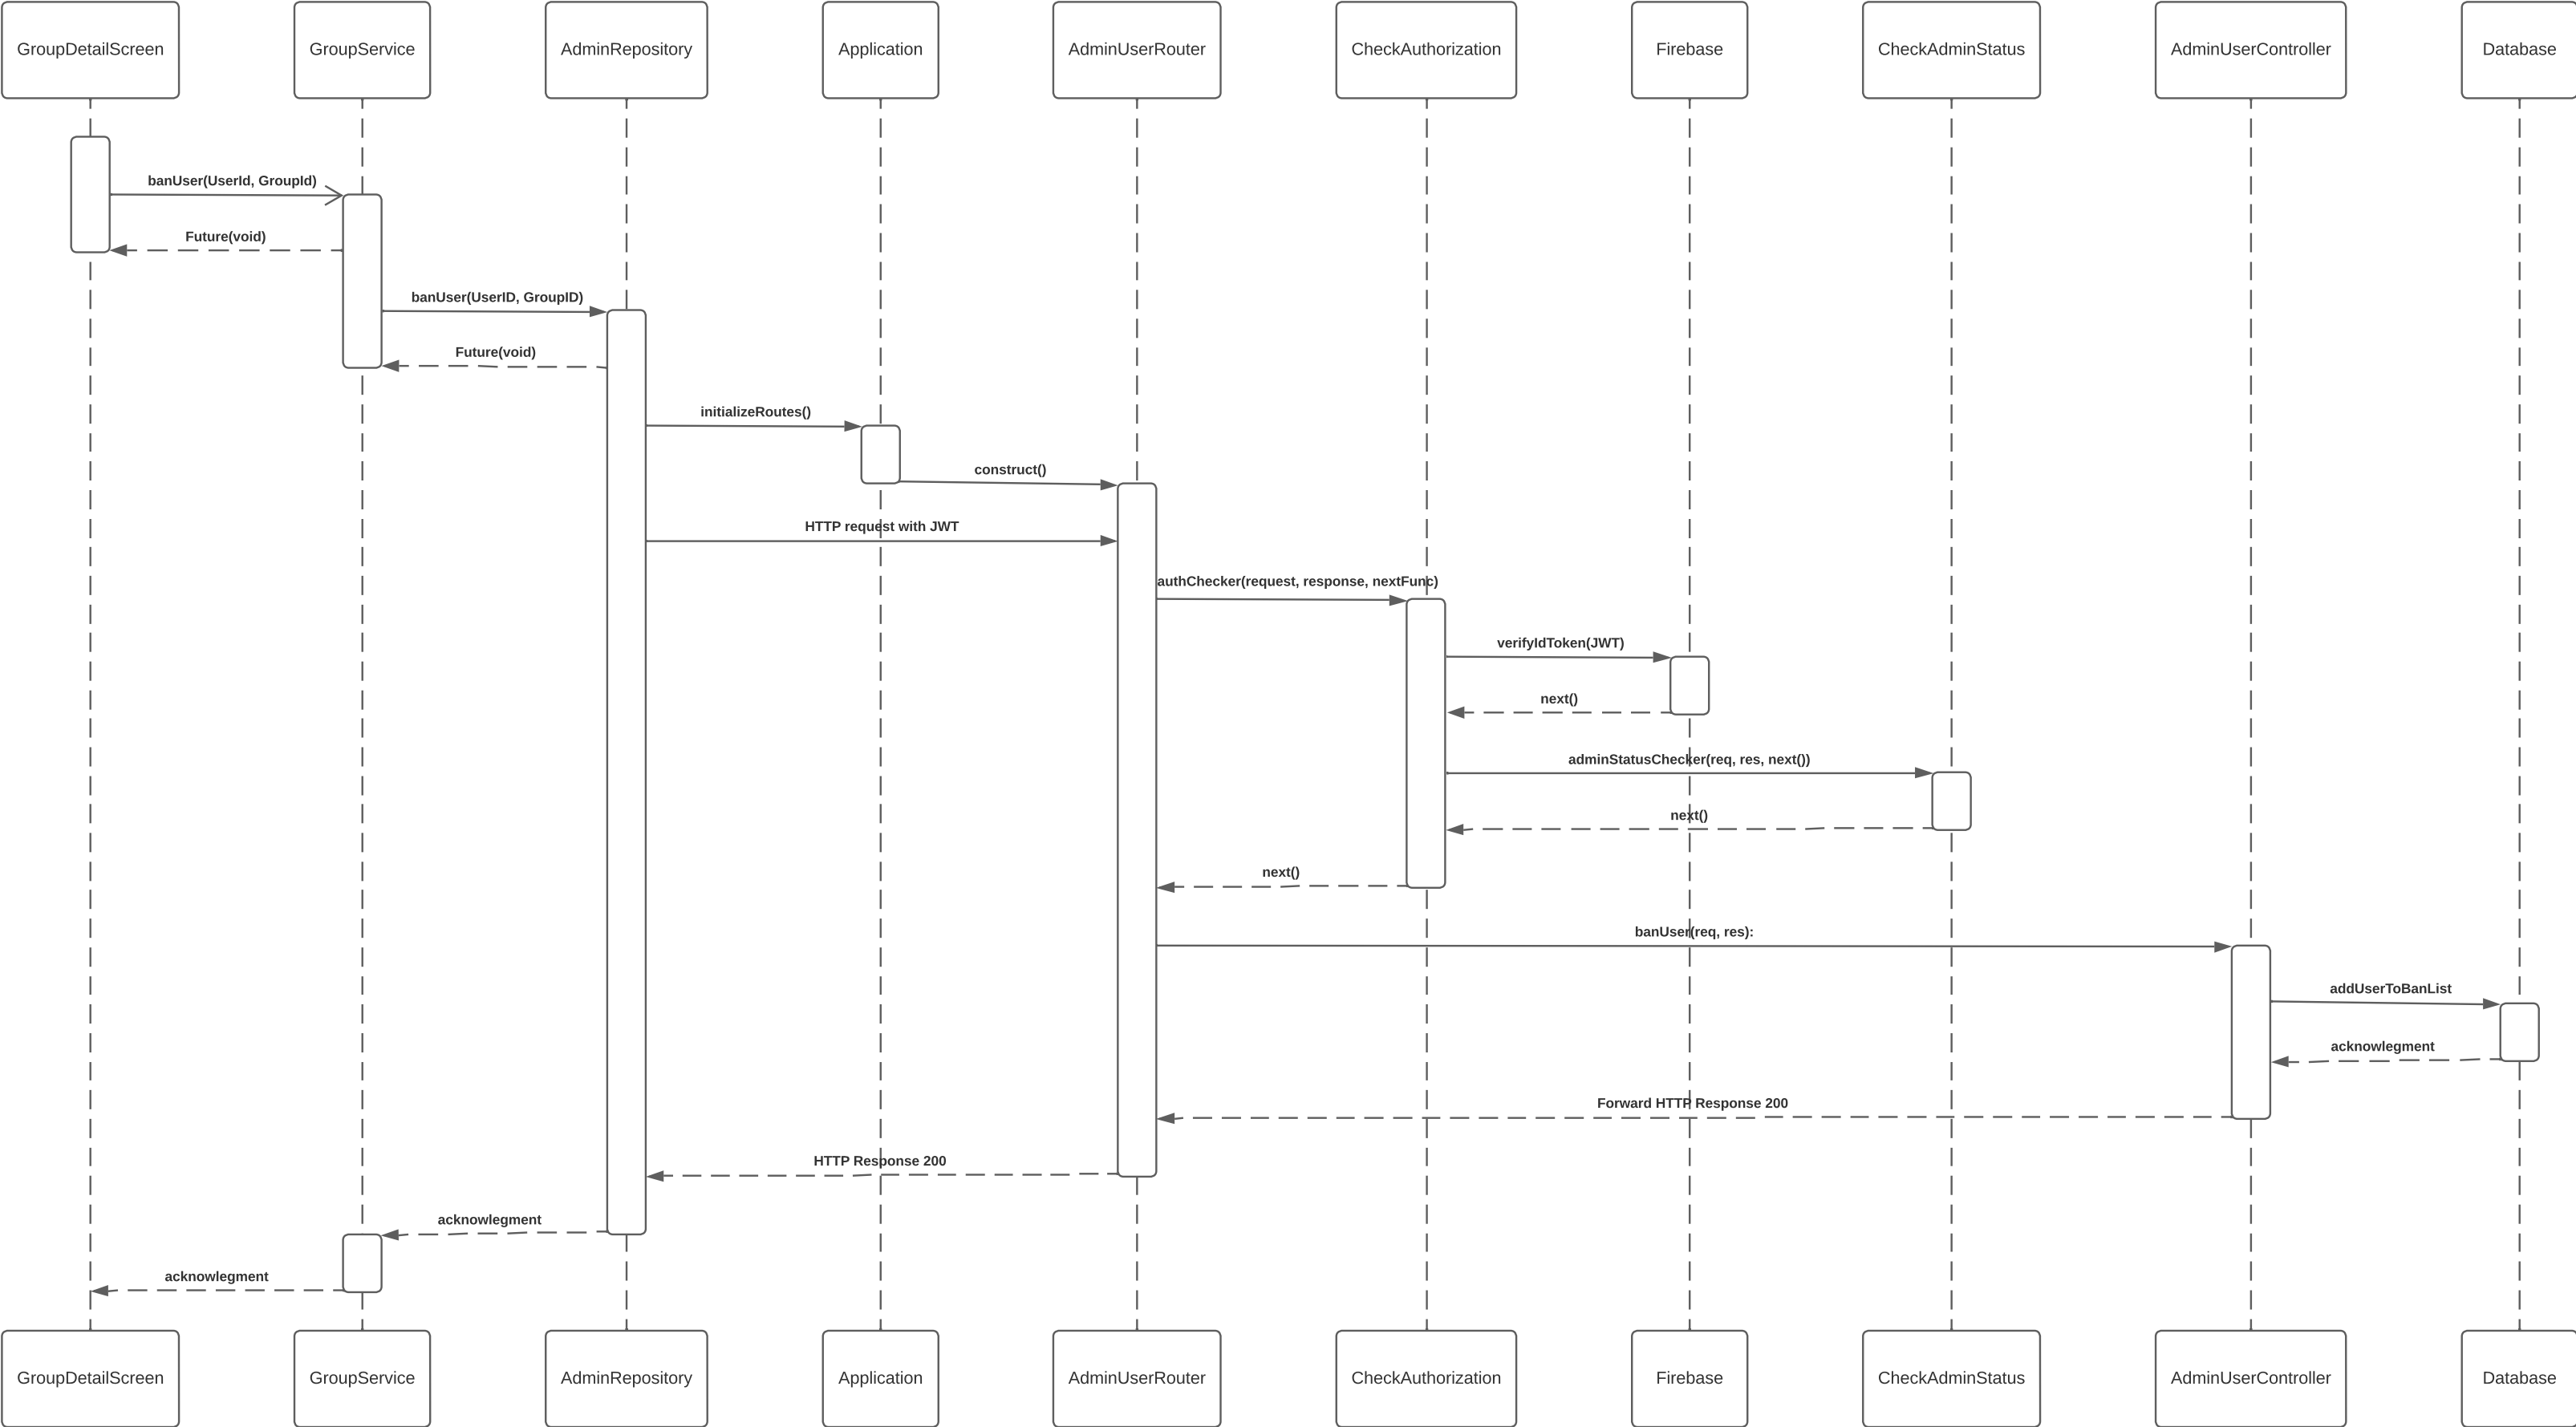 GroupDetailScreen
GroupService
AdminRepository
Application
AdminUserRouter
CheckAuthorization
Firebase
CheckAdminStatus
AdminUserController
Database
banUser(UserId, GroupId)
Future(void)
banUser(UserID, GroupID)
Future(void)
initializeRoutes()
construct()
HTTP request with JWT
authChecker(request, response, nextFunc)
verifyIdToken(JWT)
next()
adminStatusChecker(req, res, next())
next()
next()
banUser(req, res):
addUserToBanList
acknowlegment
Forward HTTP Response 200
HTTP Response 200
acknowlegment
acknowlegment
GroupDetailScreen
GroupService
AdminRepository
Application
AdminUserRouter
CheckAuthorization
Firebase
CheckAdminStatus
AdminUserController
Database